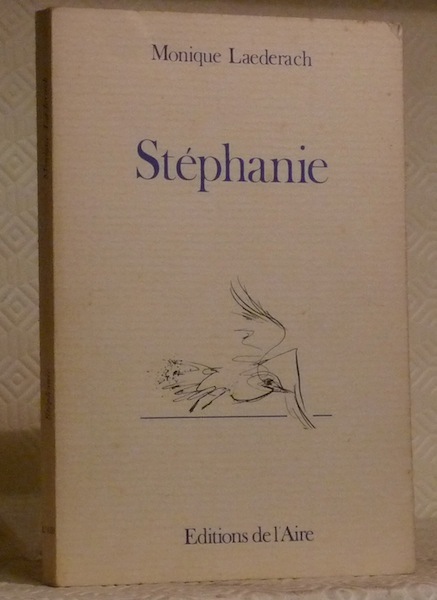 Monique Laederach
Stéphanie
Editions de l'Aire